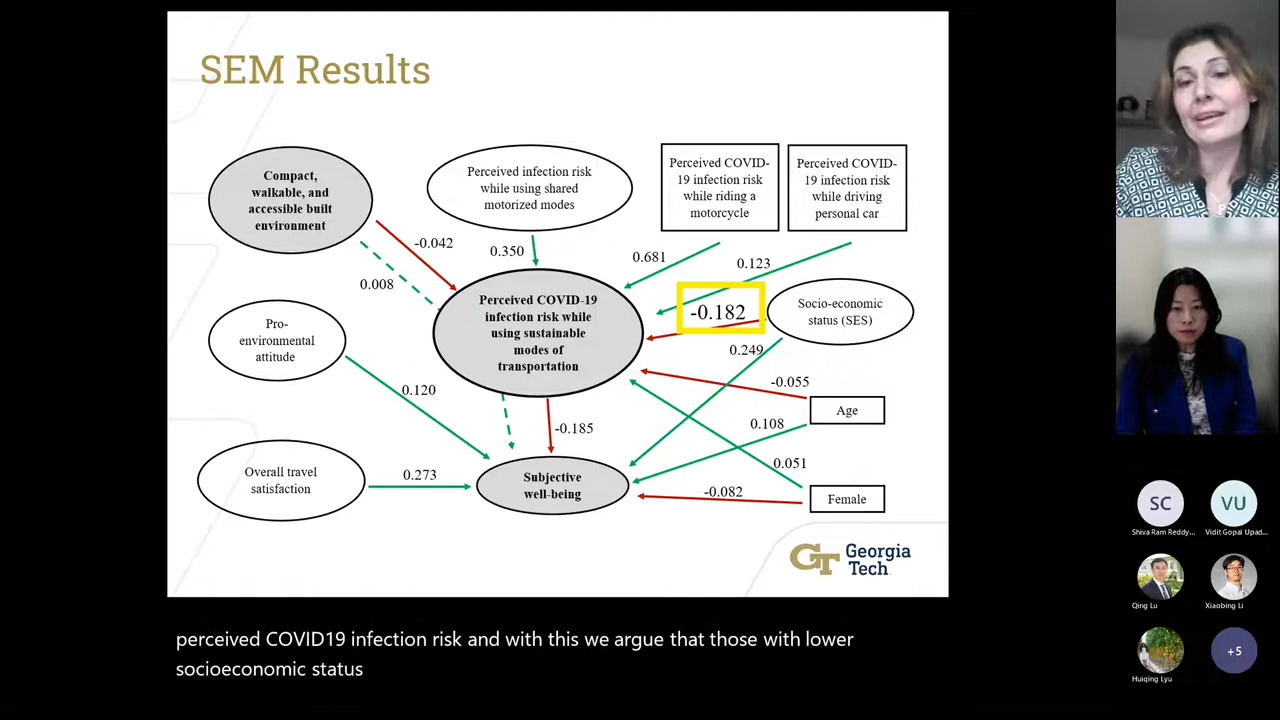 SEM Results
Compact,
walkable, and
accessible built
environment
Perceived infection risk
while using shared
motorized modes
Perceived COVID-
19 infection risk
while riding a
motorcycle
Perceived COVID-
19 infection risk
while driving
personal car
-0.042
0.350
0.681
0.123
0.008
Pro-
environmental
attitude
Perceived COVID-19
infection risk while
using sustainable
modes of
transportation
-0.182
Socio-economic
status (SES)
0.249
-0.055
0.120
Age
0.108
-0.185
0.051
Overall travel
satisfaction
0.273
Subjective
well-being
-0.082
Female
GT Georgia
Tech
perceived COVID19 infection risk and with this we argue that those with lower
socioeconomic status
SC
VU
Shiva Ram Reddy...
Vidit Gopal Upad...
Qing Lu
Xiaobing Li
Huiqing Lyu
+5